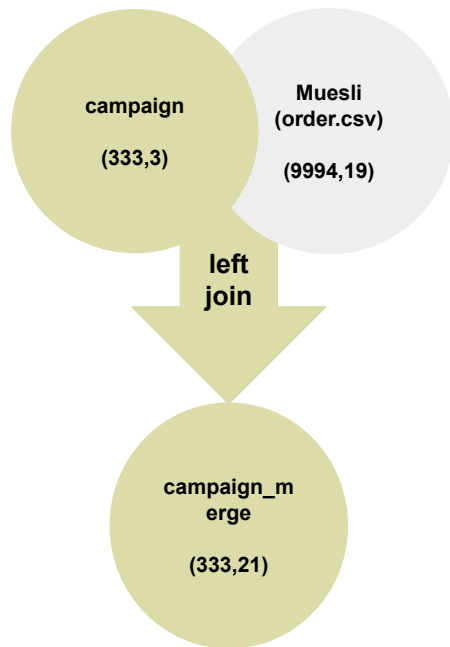 campaign
(333,3)
Muesli
(order.csv)
(9994,19)
left
join
campaign_m
erge
(333,21)